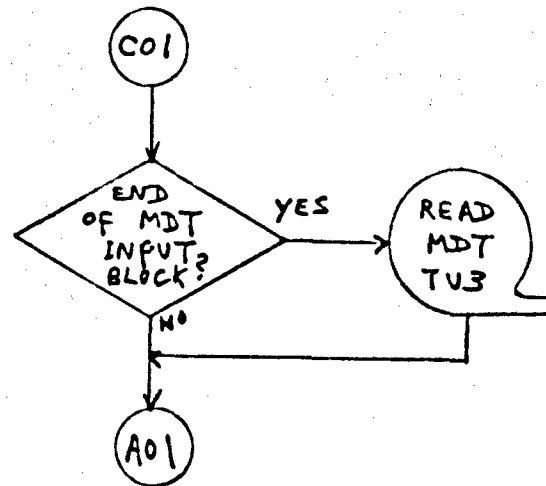 C01
END
OF MDT
INPUT
BLOCK?
YES
READ
MDT
TU3
NO
A01